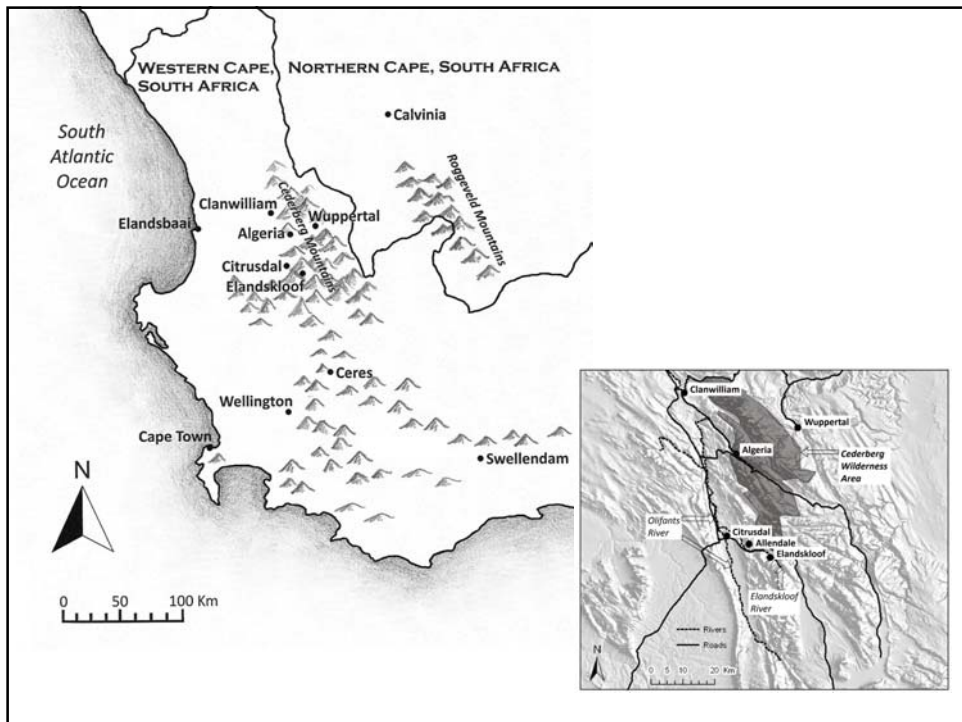 WESTERN CAPE,
SOUTH AFRICA
NORTHERN CAPE, SOUTH AFRICA
Calvinia
South
Atlantic
Ocean
Roggeveld Mountains
Cederberg Mountains
Clanwilliam
Wuppertal
Elandsbaai
Algeria
Citrusdal
Elandskloof
Ceres
Wellington
Cape Town
Swellendam
N
0 50 100 Km
Clanwilliam
Wuppertal
Algeria
Cederberg
Wilderness
Area
Olifants
River
Citrusdal
Allendale
Elandskloof
Elandskloof
River
Rivers
Roads
N
0 5 10 20 Km